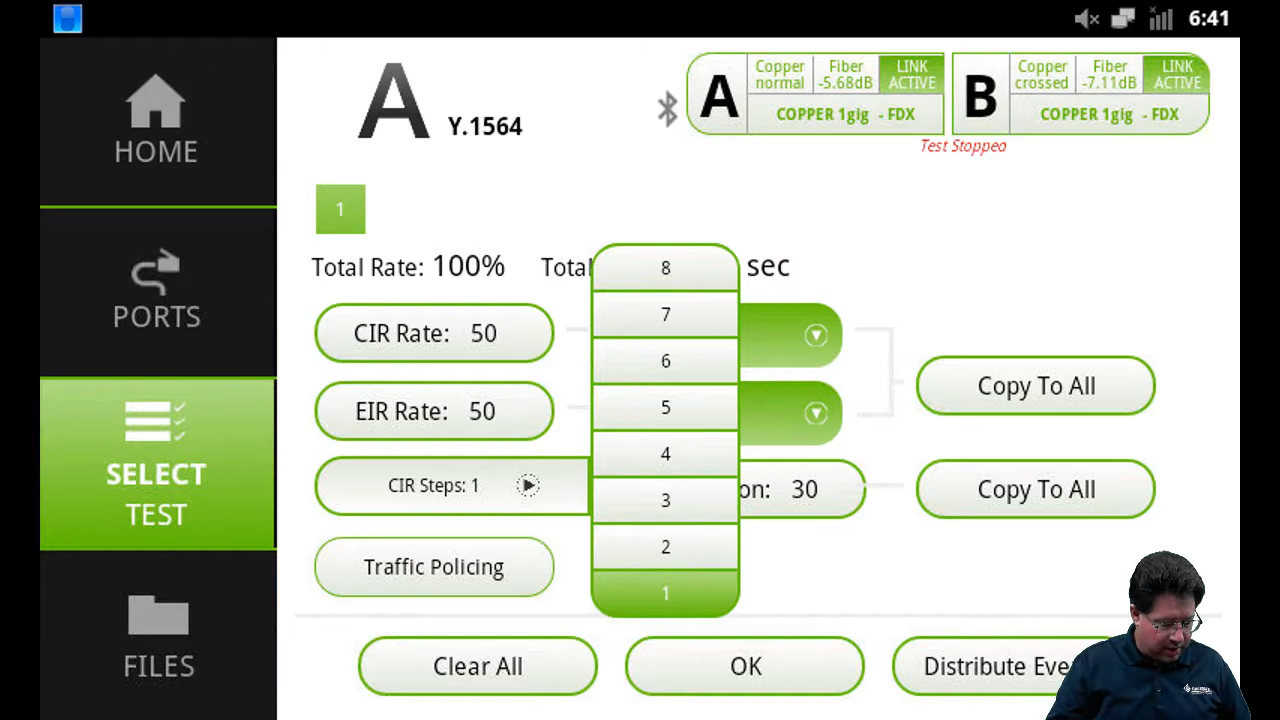 6:41
HOME
PORTS
SELECT
TEST
FILES
A Y.1564
A
Copper
normal
Fiber
-5.68dB
LINK
ACTIVE
COPPER 1gig - FDX
B
Copper
crossed
Fiber
-7.11dB
LINK
ACTIVE
COPPER 1gig - FDX
Test Stopped
1
Total Rate: 100% Total sec
CIR Rate: 50
EIR Rate: 50
CIR Steps: 1
Traffic Policing
8
7
6
5
4
3
2
1
on: 30
Copy To All
Copy To All
Clear All
OK
Distribute Eve